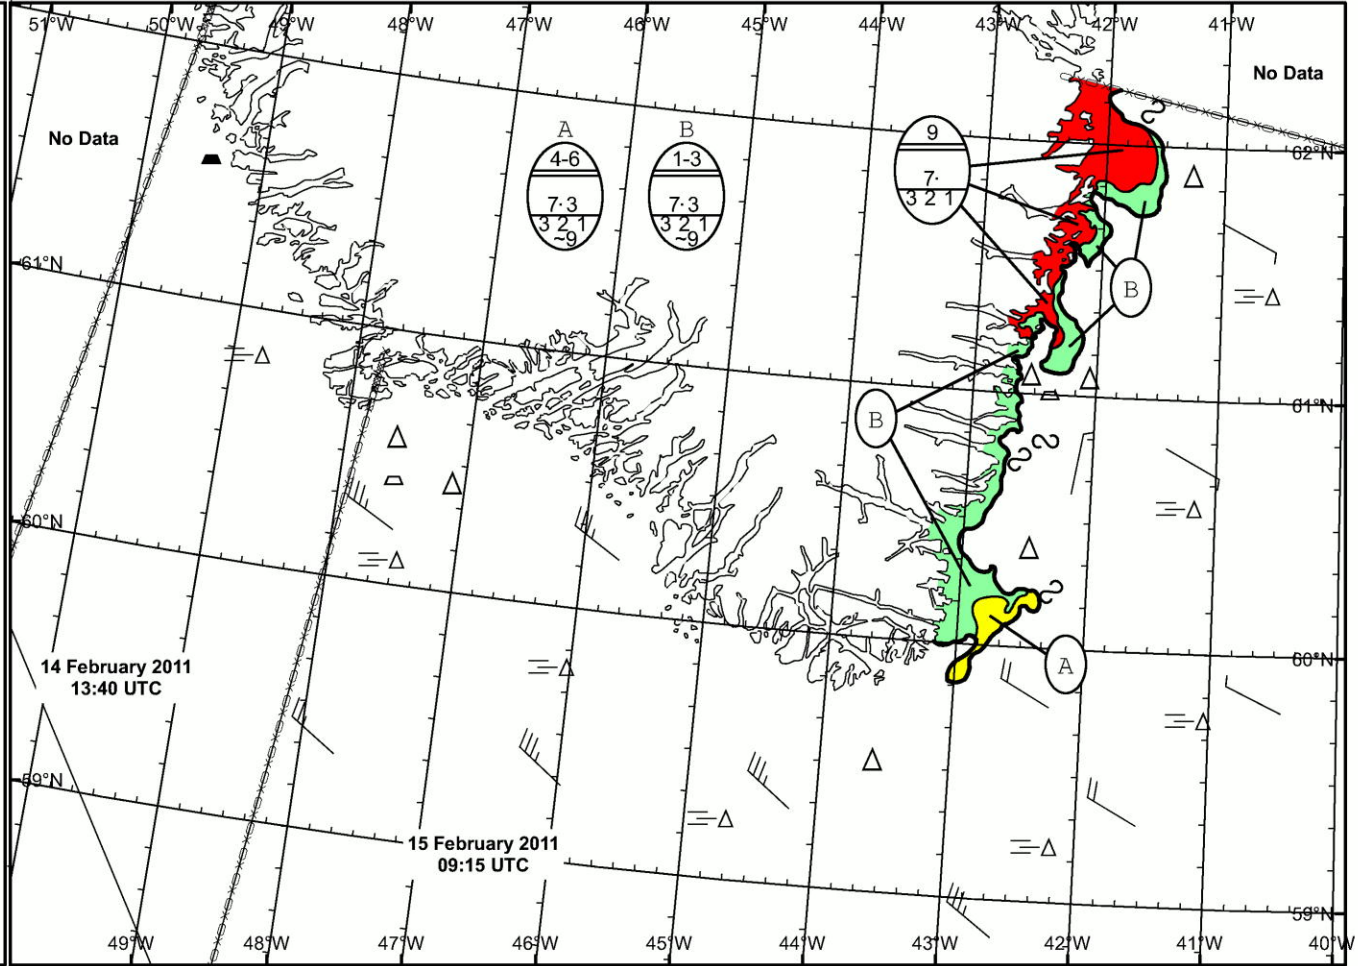 51°W 50°W 49°W 48°W 47°W 46°W 45°W 44°W 43°W 42°W 41°W
No Data
No Data
A
4-6
7· 3
3 2 1
~9
B
1-3
7· 3
3 2 1
~9
9
7·
3 2 1
62°N
61°N
B
B
61°N
60°N
A
60°N
14 February 2011
13:40 UTC
59°N
15 February 2011
09:15 UTC
59°N
49°W 48°W 47°W 46°W 45°W 44°W 43°W 42°W 41°W 40°W